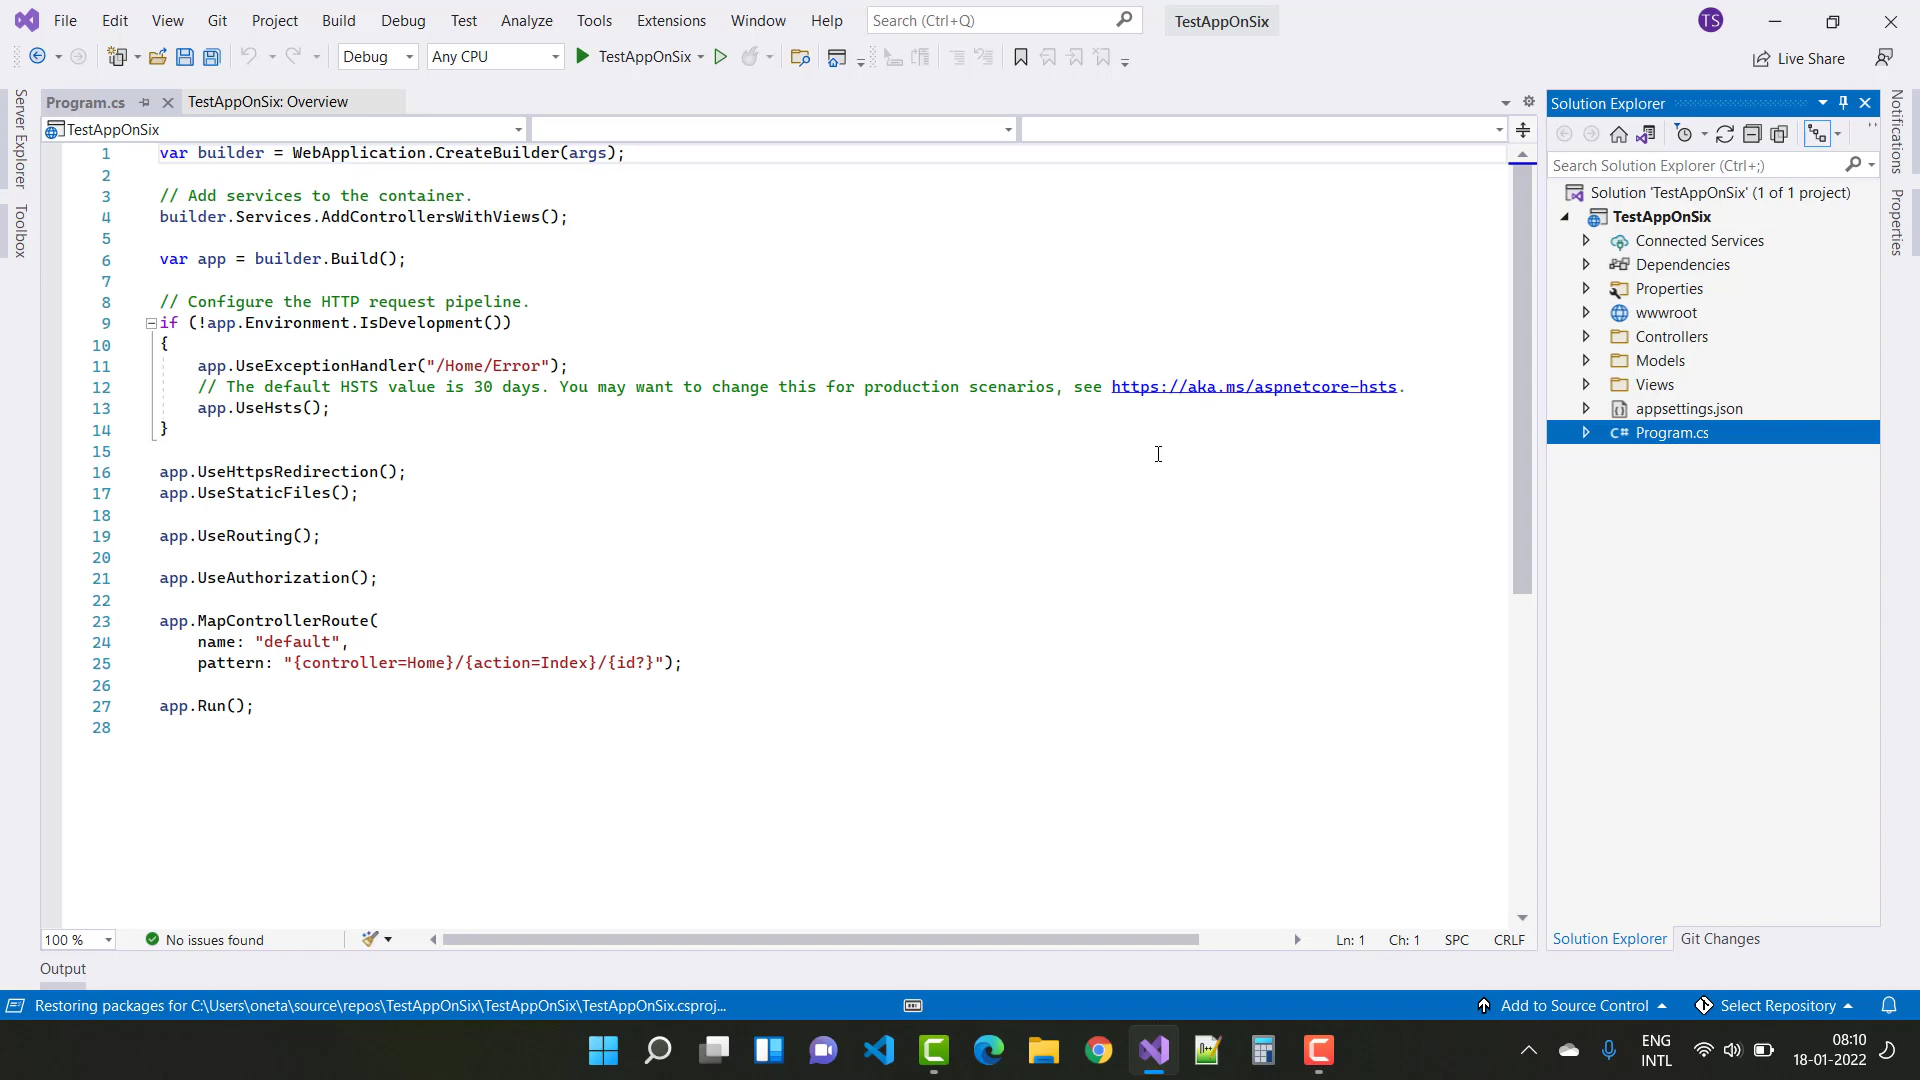 File Edit View Git Project Build Debug Test Analyze Tools Extensions Window Help Search (Ctrl+Q) TestAppOnSix TS
Debug Any CPU TestAppOnSix Live Share
Server Explorer
Toolbox
Program.cs TestAppOnSix: Overview
TestAppOnSix
1 var builder = WebApplication.CreateBuilder(args);
2
3 // Add services to the container.
4 builder.Services.AddControllersWithViews();
5
6 var app = builder.Build();
7
8 // Configure the HTTP request pipeline.
9 if (!app.Environment.IsDevelopment())
10 {
11 app.UseExceptionHandler("/Home/Error");
12 // The default HSTS value is 30 days. You may want to change this for production scenarios, see https://aka.ms/aspnetcore-hsts.
13 app.UseHsts();
14 }
15
16 app.UseHttpsRedirection();
17 app.UseStaticFiles();
18
19 app.UseRouting();
20
21 app.UseAuthorization();
22
23 app.MapControllerRoute(
24 name: "default",
25 pattern: "{controller=Home}/{action=Index}/{id?}");
26
27 app.Run();
28
100 % No issues found Ln: 1 Ch: 1 SPC CRLF
Solution Explorer
Search Solution Explorer (Ctrl+;)
Solution 'TestAppOnSix' (1 of 1 project)
TestAppOnSix
Connected Services
Dependencies
Properties
wwwroot
Controllers
Models
Views
appsettings.json
C# Program.cs
Solution Explorer Git Changes
Notifications
Properties
Output
Restoring packages for C:\Users\oneta\source\repos\TestAppOnSix\TestAppOnSix\TestAppOnSix.csproj... Add to Source Control Select Repository
ENG
INTL
08:10
18-01-2022